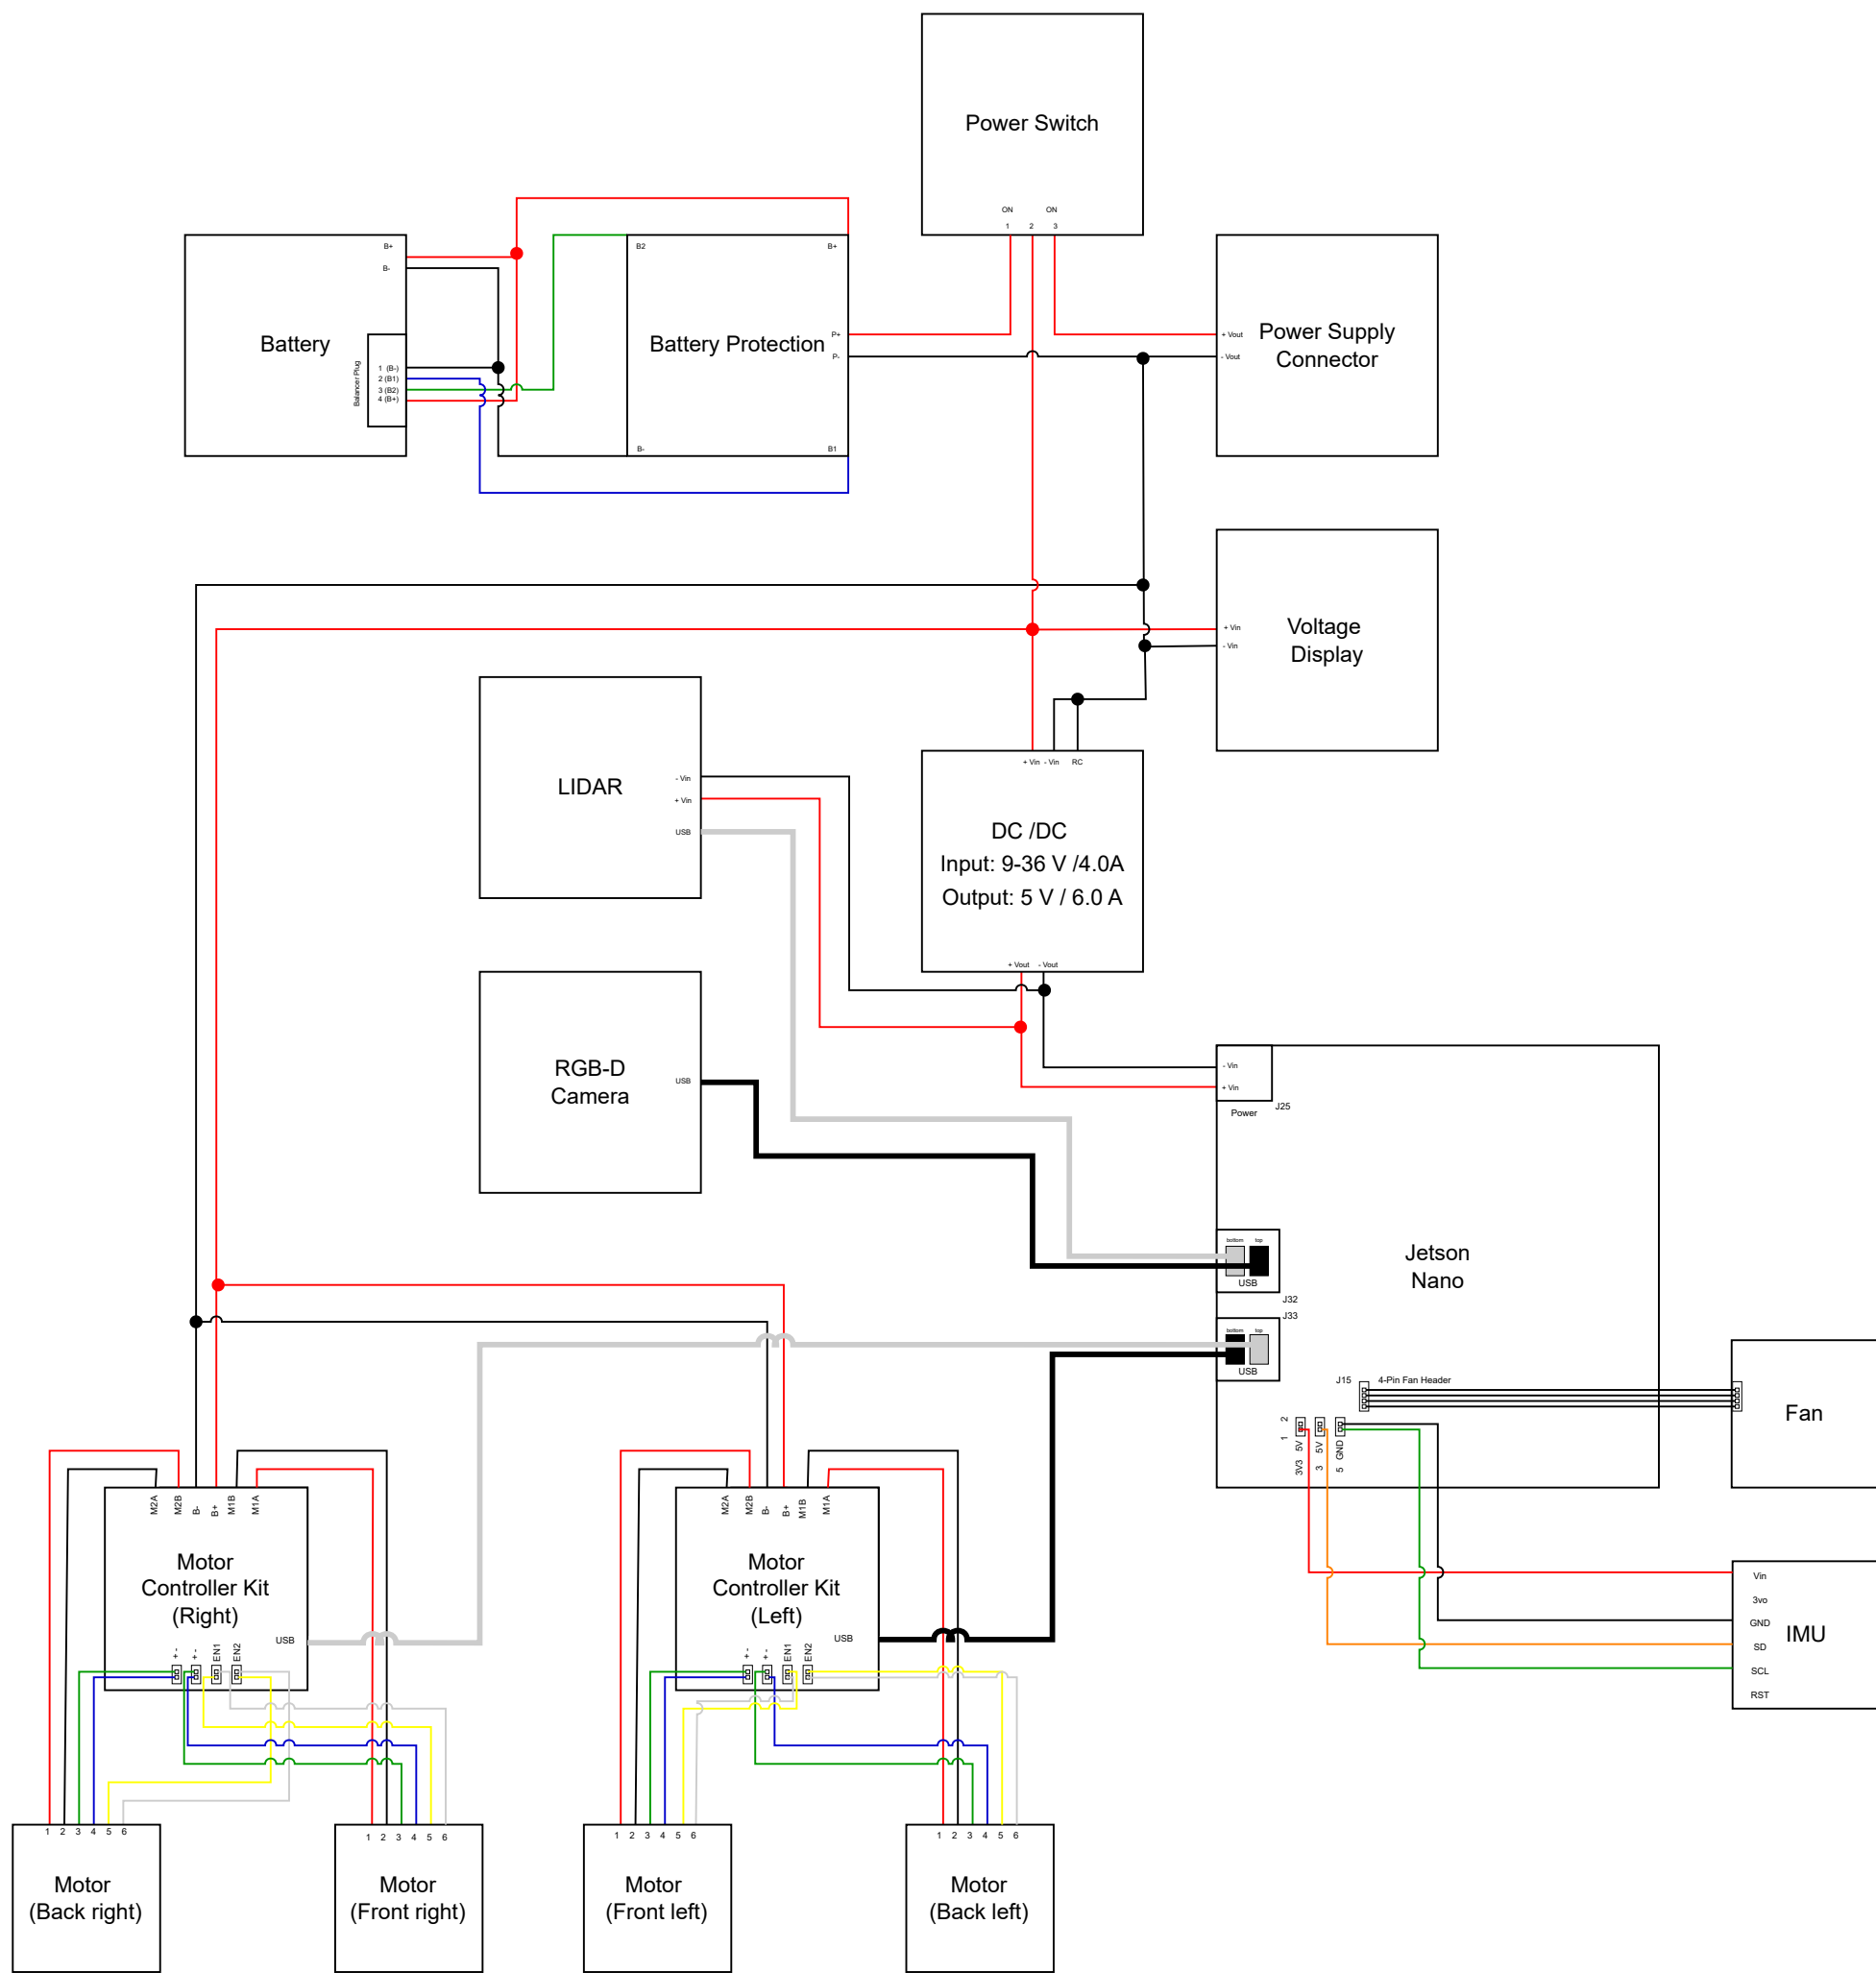 Power Switch
ON
ON
1
2
3
B+
B-
Battery
Balancer Plug
1 (B-)
2 (B1)
3 (B2)
4 (B+)
B2
B+
Battery Protection
P+
P-
B-
B1
+ Vout
- Vout
Power Supply
Connector
+ Vin
- Vin
Voltage
Display
LIDAR
- Vin
+ Vin
USB
+ Vin
- Vin
RC
DC /DC
Input: 9-36 V /4.0A
Output: 5 V / 6.0 A
+ Vout
- Vout
RGB-D
Camera
USB
- Vin
+ Vin
Power
J25
Jetson
Nano
bottom
top
USB
J32
J33
bottom
top
USB
J15
4-Pin Fan Header
1
2
3V3
5V
3
5V
5
GND
Fan
Vin
3vo
GND
SD
SCL
RST
IMU
M2A
M2B
B-
B+
M1B
M1A
Motor
Controller Kit
(Right)
USB
+ -
+ -
EN1
EN2
M2A
M2B
B-
B+
M1B
M1A
Motor
Controller Kit
(Left)
USB
+ -
+ -
EN1
EN2
1
2
3
4
5
6
Motor
(Back right)
1
2
3
4
5
6
Motor
(Front right)
1
2
3
4
5
6
Motor
(Front left)
1
2
3
4
5
6
Motor
(Back left)